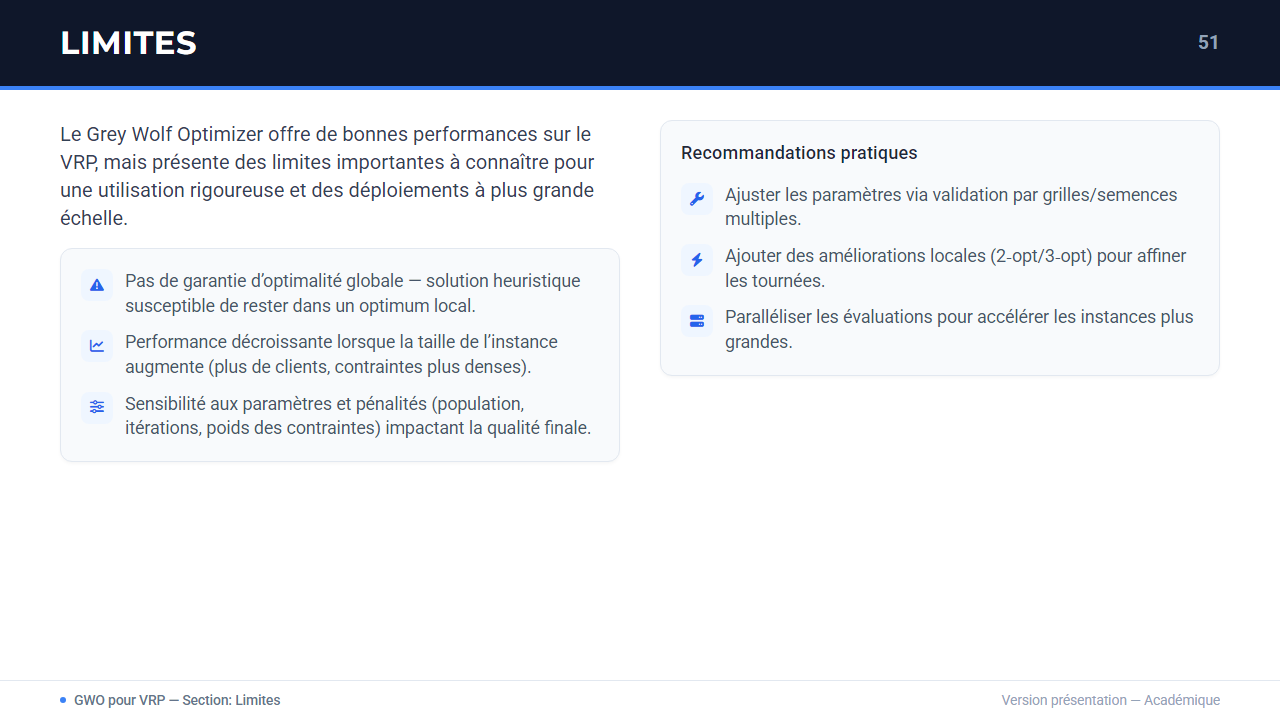 LIMITES
51
Le Grey Wolf Optimizer offre de bonnes performances sur le
VRP, mais présente des limites importantes à connaître pour
une utilisation rigoureuse et des déploiements à plus grande
échelle.
Pas de garantie d’optimalité globale — solution heuristique
susceptible de rester dans un optimum local.
Performance décroissante lorsque la taille de l’instance
augmente (plus de clients, contraintes plus denses).
Sensibilité aux paramètres et pénalités (population,
itérations, poids des contraintes) impactant la qualité finale.
Recommandations pratiques
Ajuster les paramètres via validation par grilles/semences
multiples.
Ajouter des améliorations locales (2-opt/3-opt) pour affiner
les tournées.
Paralléliser les évaluations pour accélérer les instances plus
grandes.
GWO pour VRP — Section: Limites
Version présentation — Académique